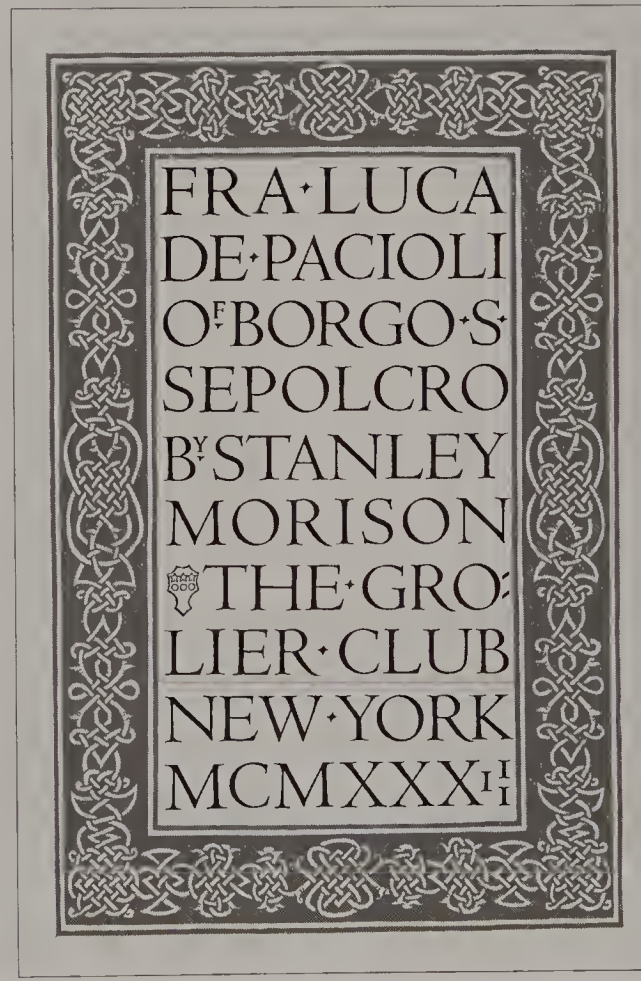 FRA·LUCA
DE·PACIOLI
OF·BORGO·S·
SEPOLCRO
BY·STANLEY
MORISON
THE·GRO:
LIER·CLUB
NEW·YORK
MCMXXXIII